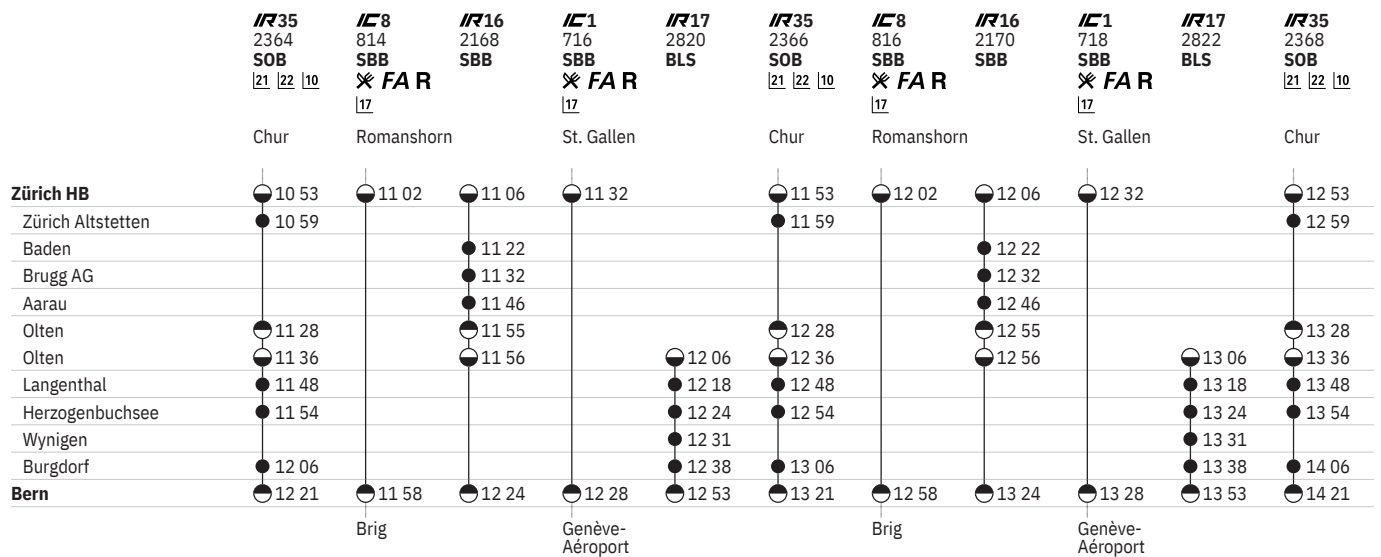 IR35 IC8 IR16 IC1 IR17 IR35 IC8 IR16 IC1 IR17 IR35
2364 814 2168 716 2820 2366 816 2170 718 2822 2368
SOB SBB SBB SBB BLS SOB SBB SBB SBB BLS SOB
21 22 10 FA R FA R 21 22 10 FA R FA R 21 22 10
17 17 17 17
Chur Romanshorn St. Gallen Chur Romanshorn St. Gallen Chur
Zürich HB 10 53 11 02 11 06 11 32 11 53 12 02 12 06 12 32 12 53
Zürich Altstetten 10 59 11 59 12 59
Baden 11 22 12 22
Brugg AG 11 32 12 32
Aarau 11 46 12 46
Olten 11 28 11 55 12 28 12 55 13 28
Olten 11 36 11 56 12 06 12 36 12 56 13 06 13 36
Langenthal 11 48 12 18 12 48 13 18 13 48
Herzogenbuchsee 11 54 12 24 12 54 13 24 13 54
Wynigen 12 31 13 31
Burgdorf 12 06 12 38 13 06 13 38 14 06
Bern 12 21 11 58 12 24 12 28 12 53 13 21 12 58 13 24 13 28 13 53 14 21
Brig Genève- Brig Genève-
Aéroport Aéroport